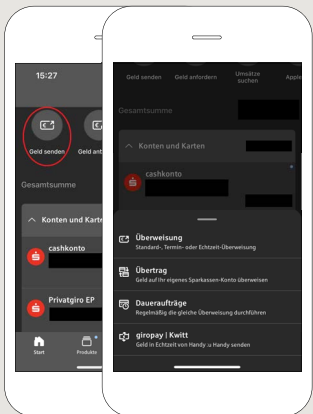 15:27
Geld senden
Geld ant
Gesamtsumme
Konten und Karte
cashkonto
Privatgiro EP
Start
Produkte
Geld senden Geld anfordern Umsätze suchen Apple
Gesamtsumme
Konten und Karten
cashkonto
Überweisung
Standard-, Termin- oder Echtzeit-Überweisung
Übertrag
Geld auf Ihr eigenes Sparkassen-Konto überweisen
Daueraufträge
Regelmäßig die gleiche Überweisung durchführen
giropay | Kwitt
Geld in Echtzeit von Handy :u Handy senden